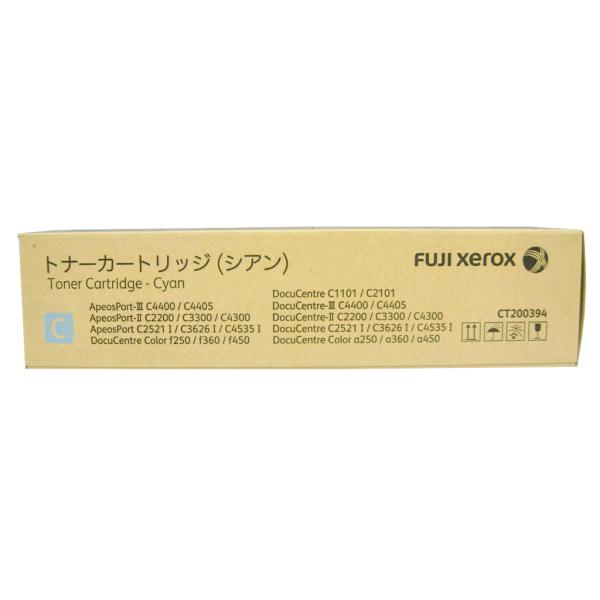 トナーカートリッジ (シアン)
Toner Cartridge - Cyan
C
ApeosPort-Ⅲ C4400 / C4405
ApeosPort-Ⅱ C2200 / C3300 / C4300
ApeosPort C2521 I / C3626 I / C4535 I
DocuCentre Color f250 / f360 / f450
DocuCentre C1101 / C2101
DocuCentre-Ⅲ C4400 / C4405
DocuCentre-Ⅱ C2200 / C3300 / C4300
DocuCentre C2521 I / C3626 I / C4535 I
DocuCentre Color a250 / a360 / a450
FUJI xerox
CT200394